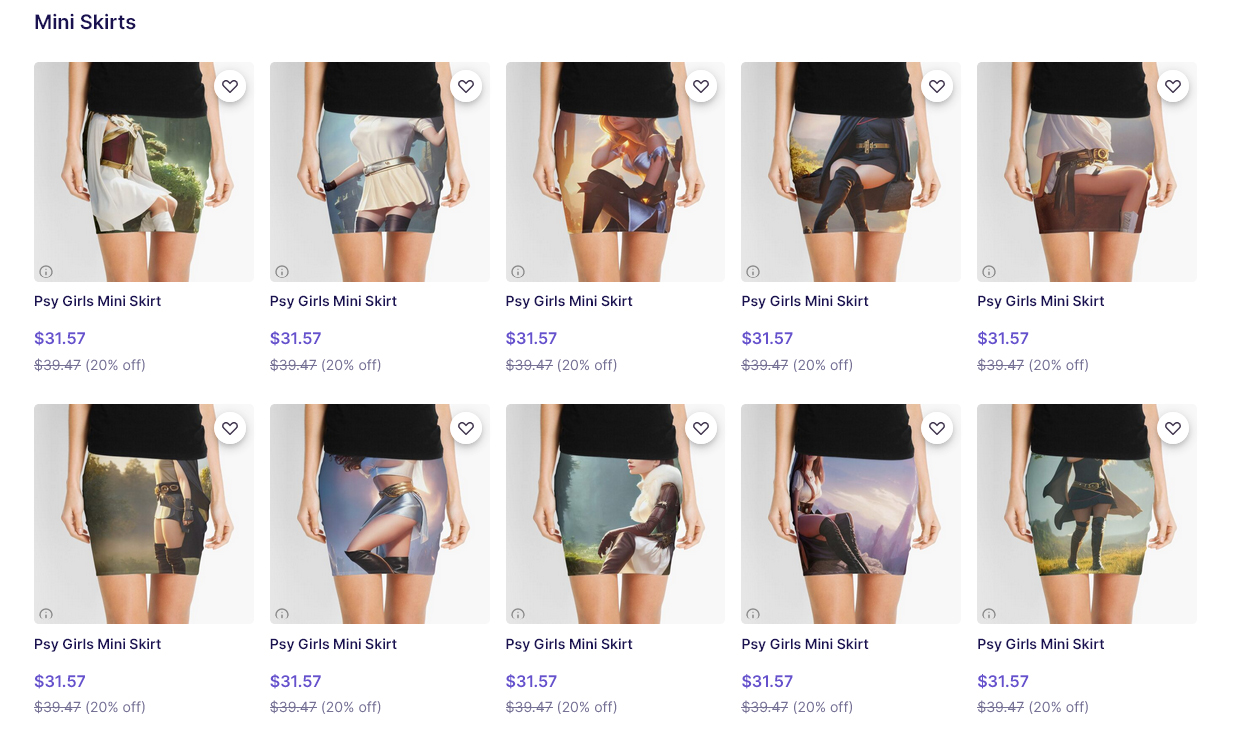 Mini Skirts
Psy Girls Mini Skirt
$31.57
$39.47 (20% off)
Psy Girls Mini Skirt
$31.57
$39.47 (20% off)
Psy Girls Mini Skirt
$31.57
$39.47 (20% off)
Psy Girls Mini Skirt
$31.57
$39.47 (20% off)
Psy Girls Mini Skirt
$31.57
$39.47 (20% off)
Psy Girls Mini Skirt
$31.57
$39.47 (20% off)
Psy Girls Mini Skirt
$31.57
$39.47 (20% off)
Psy Girls Mini Skirt
$31.57
$39.47 (20% off)
Psy Girls Mini Skirt
$31.57
$39.47 (20% off)
Psy Girls Mini Skirt
$31.57
$39.47 (20% off)